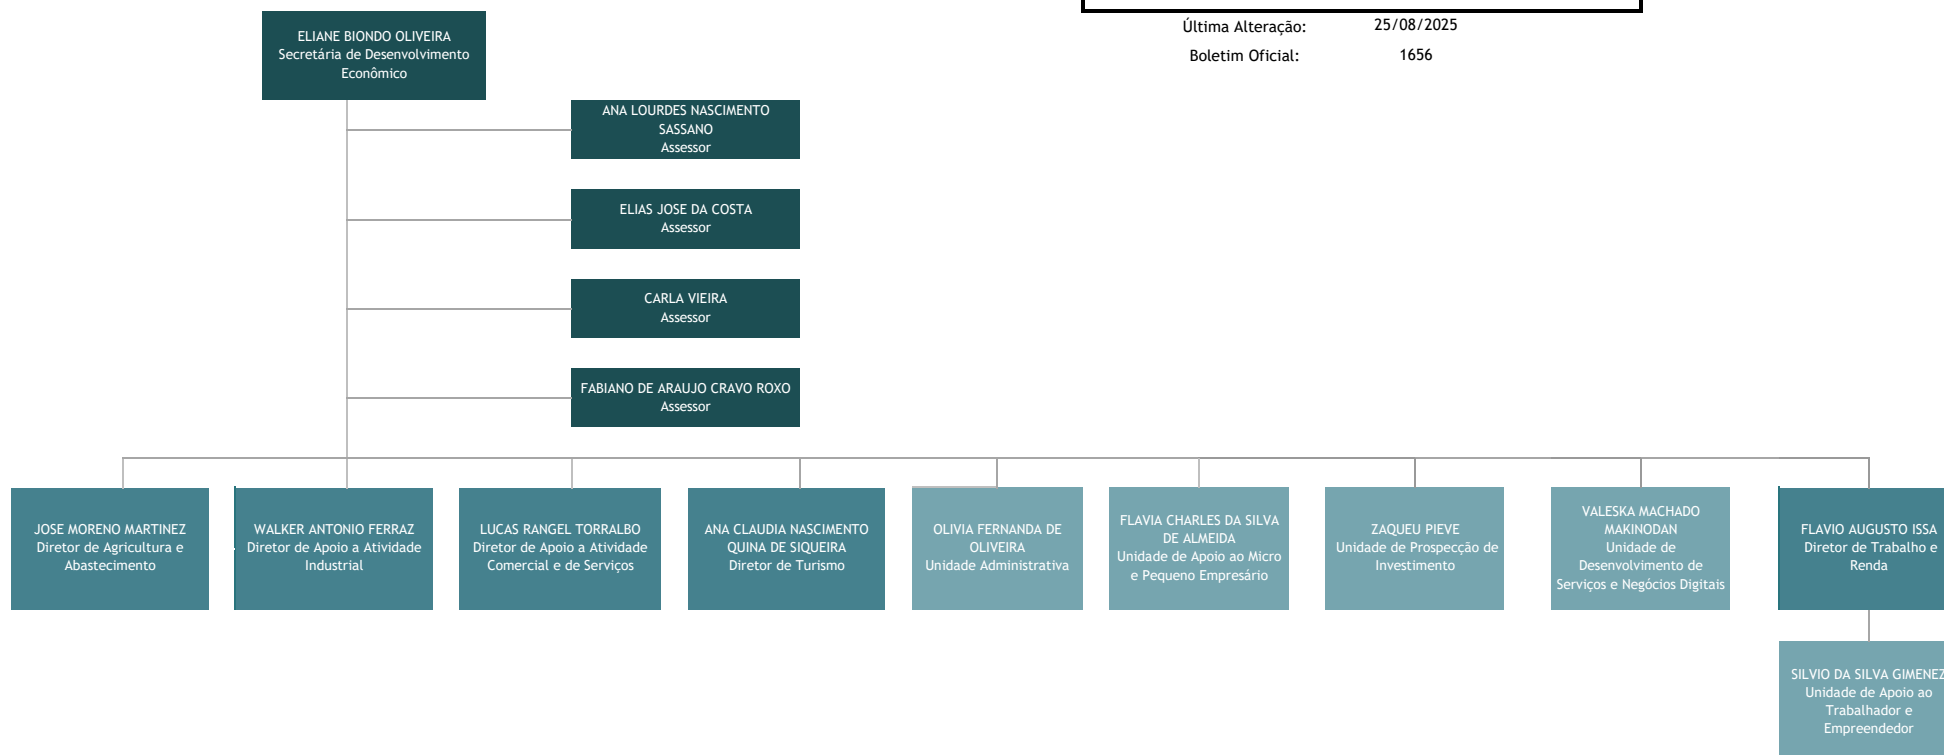 Última Alteração: 25/08/2025
Boletim Oficial: 1656
ELIANE BIONDO OLIVEIRA
Secretária de Desenvolvimento
Econômico
ANA LOURDES NASCIMENTO
SASSANO
Assessor
ELIAS JOSE DA COSTA
Assessor
CARLA VIEIRA
Assessor
FABIANO DE ARAUJO CRAVO ROXO
Assessor
JOSE MORENO MARTINEZ
Diretor de Agricultura e
Abastecimento
WALKER ANTONIO FERRAZ
Diretor de Apoio a Atividade
Industrial
LUCAS RANGEL TORRALBO
Diretor de Apoio a Atividade
Comercial e de Serviços
ANA CLAUDIA NASCIMENTO
QUINA DE SIQUEIRA
Diretor de Turismo
OLIVIA FERNANDA DE
OLIVEIRA
Unidade Administrativa
FLAVIA CHARLES DA SILVA
DE ALMEIDA
Unidade de Apoio ao Micro
e Pequeno Empresário
ZAQUEU PIEVE
Unidade de Prospecção de
Investimento
VALESKA MACHADO
MAKINODAN
Unidade de
Desenvolvimento de
Serviços e Negócios Digitais
FLAVIO AUGUSTO ISSA
Diretor de Trabalho e
Renda
SILVIO DA SILVA GIMENEZ
Unidade de Apoio ao
Trabalhador e
Empreendedor